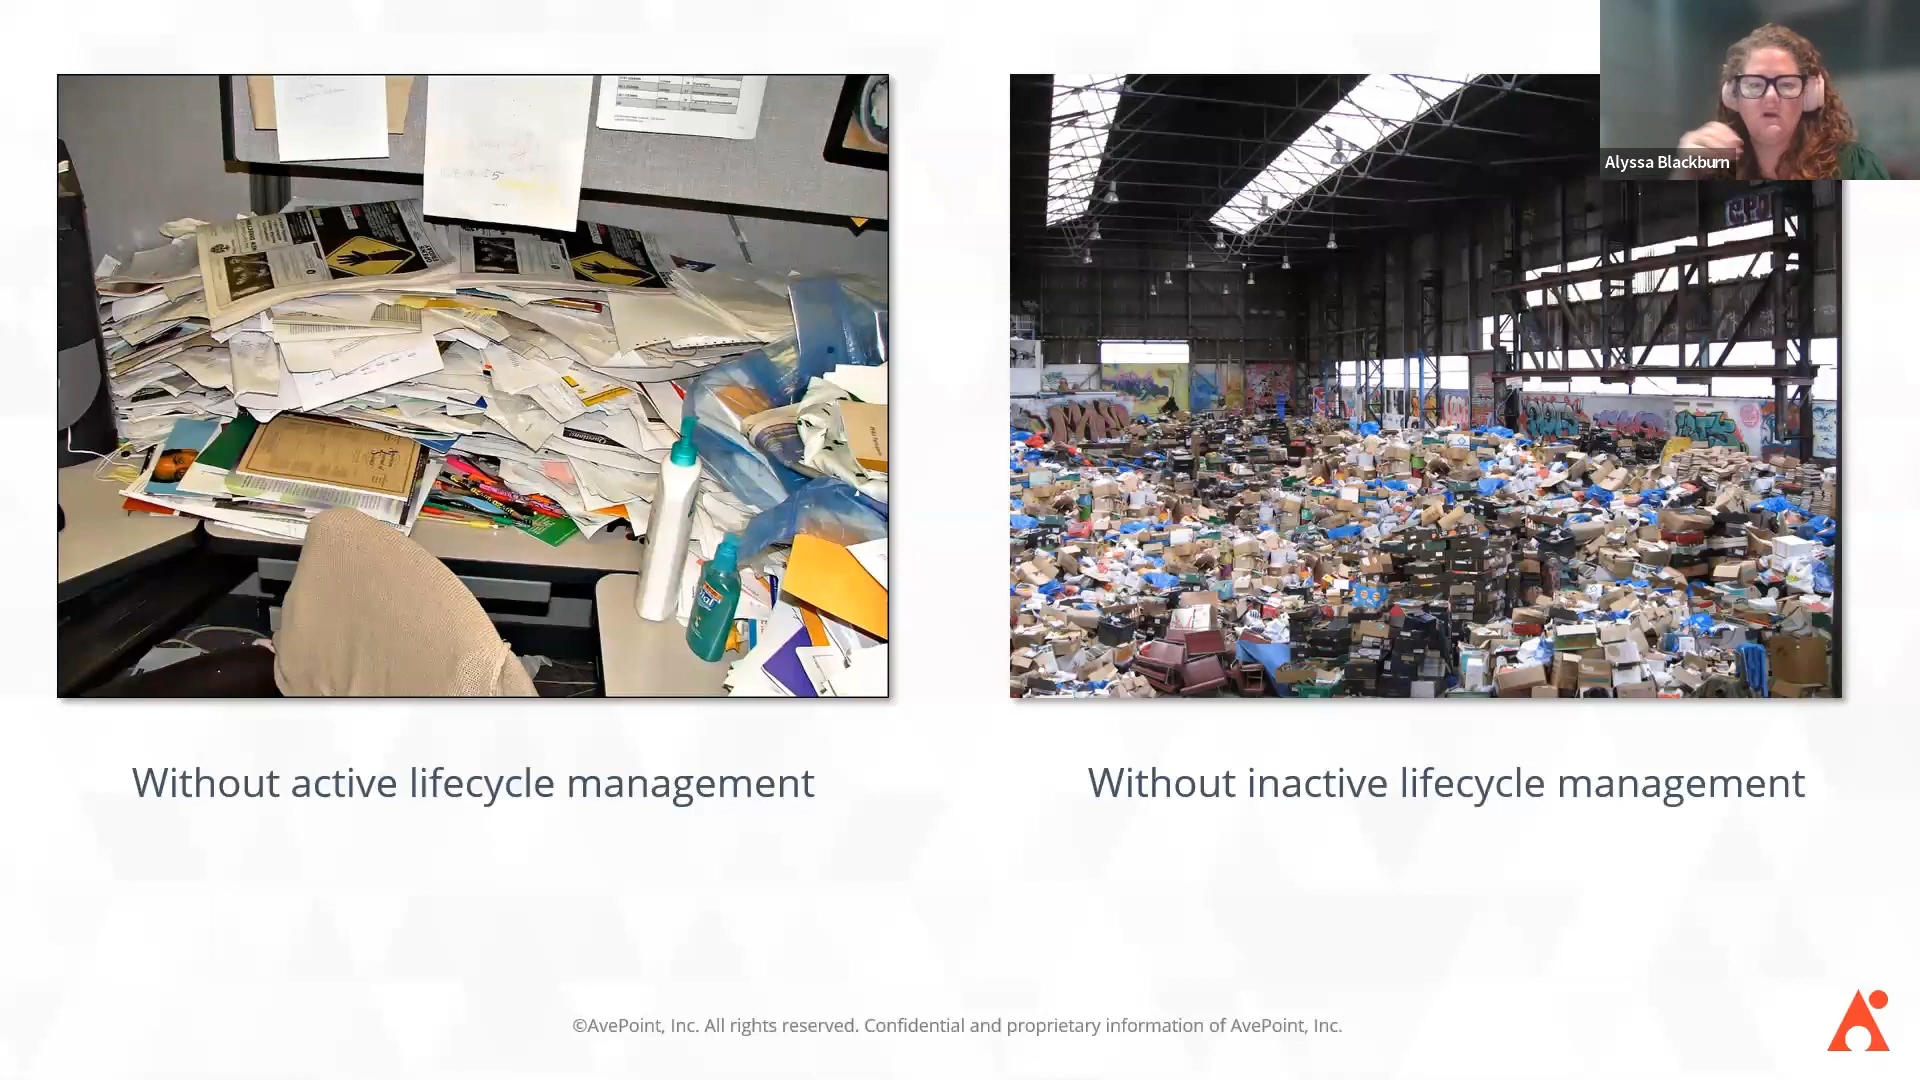 Alyssa Blackburn
Dial
Without active lifecycle management
Without inactive lifecycle management
©AvePoint, Inc. All rights reserved. Confidential and proprietary information of AvePoint, Inc.